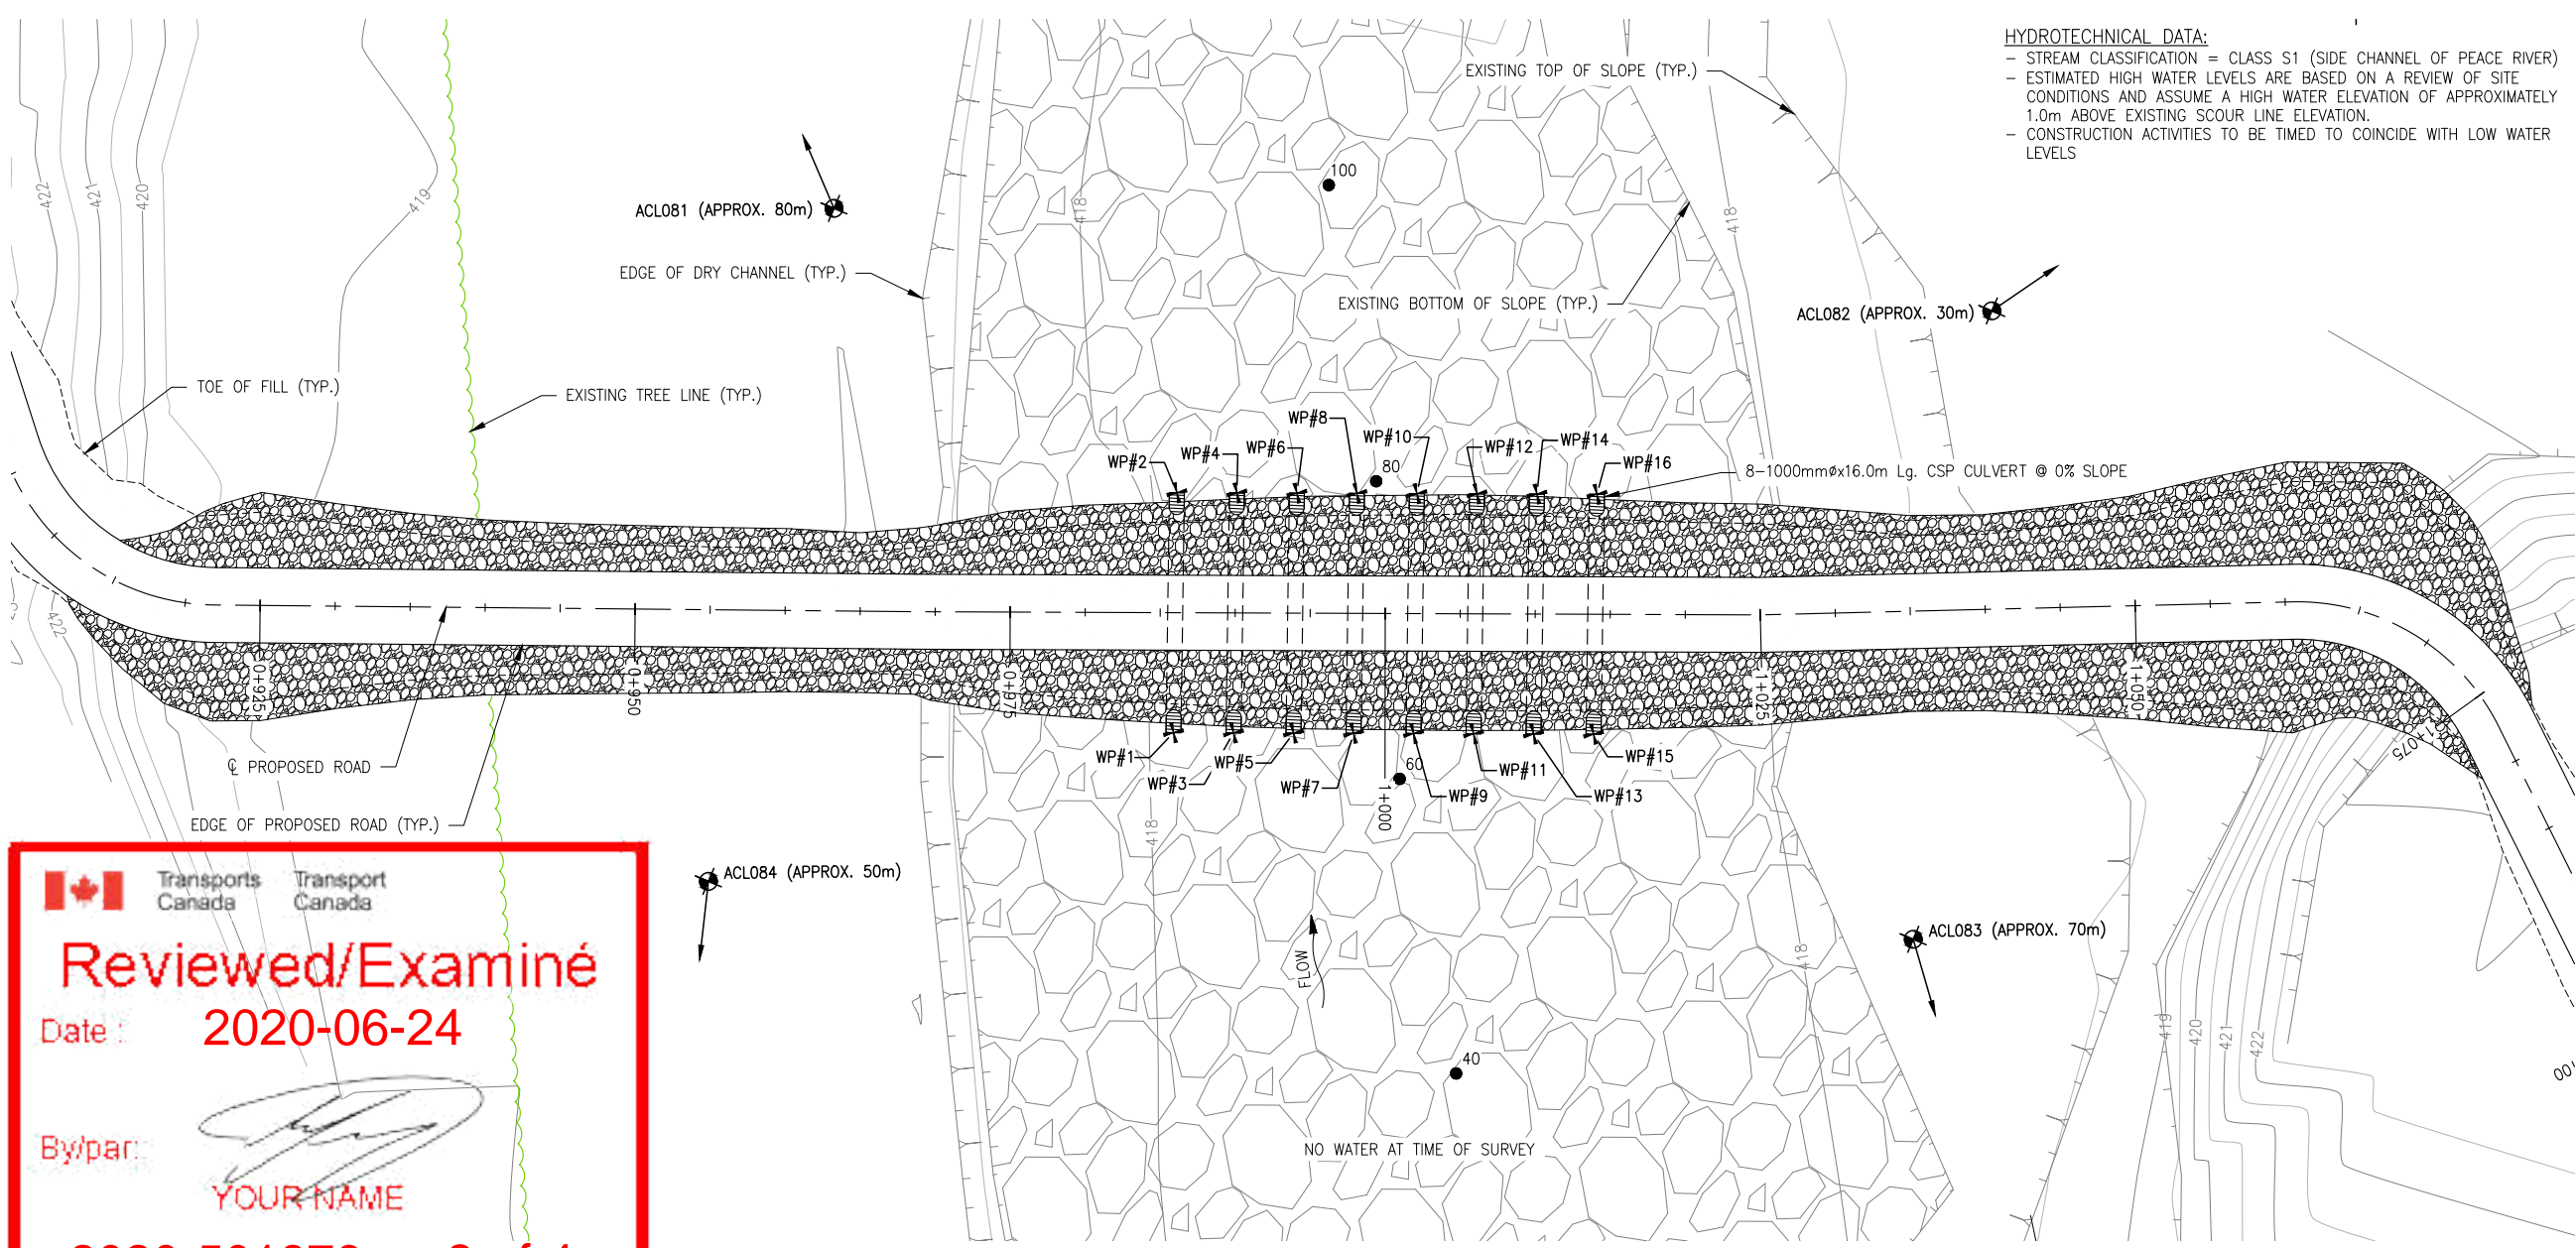 HYDROTECHNICAL DATA:
- STREAM CLASSIFICATION = CLASS S1 (SIDE CHANNEL OF PEACE RIVER)
- ESTIMATED HIGH WATER LEVELS ARE BASED ON A REVIEW OF SITE
CONDITIONS AND ASSUME A HIGH WATER ELEVATION OF APPROXIMATELY
1.0m ABOVE EXISTING SCOUR LINE ELEVATION.
- CONSTRUCTION ACTIVITIES TO BE TIMED TO COINCIDE WITH LOW WATER
LEVELS
EXISTING TOP OF SLOPE (TYP.)
100
422
421
420
419
418
418
ACL081 (APPROX. 80m)
EDGE OF DRY CHANNEL (TYP.)
EXISTING BOTTOM OF SLOPE (TYP.)
ACL082 (APPROX. 30m)
TOE OF FILL (TYP.)
EXISTING TREE LINE (TYP.)
WP#2
WP#4
WP#6
WP#8
WP#10
80
WP#12
WP#14
WP#16
8-1000mmøx16.0m Lg. CSP CULVERT @ 0% SLOPE
422
0+925
0+950
0+975
1+000
1+025
1+050
1+075
WP#1
WP#3
WP#5
WP#7
60
WP#9
WP#11
WP#13
WP#15
℄ PROPOSED ROAD
EDGE OF PROPOSED ROAD (TYP.)
418
418
ACL084 (APPROX. 50m)
ACL083 (APPROX. 70m)
FLOW
40
419
420
421
422
NO WATER AT TIME OF SURVEY
Transports Transport
Canada Canada
Reviewed/Examiné
Date : 2020-06-24
By/par:
YOUR NAME